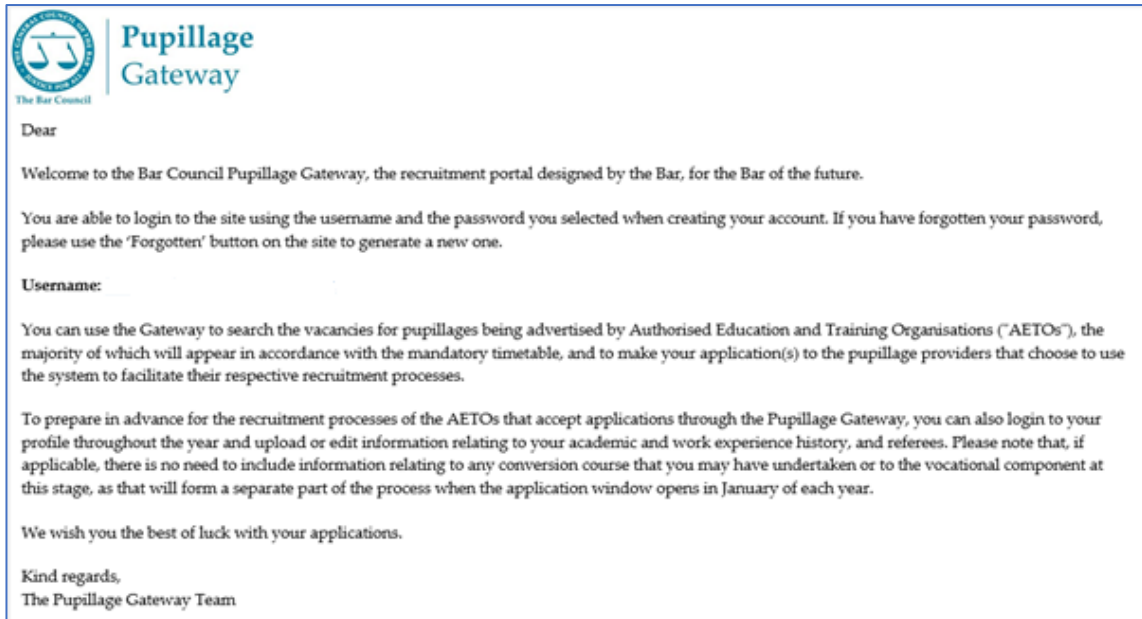 THE GENERAL COUNCIL OF THE BAR
JUSTICE FOR ALL
The Bar Council
Pupillage
Gateway
Dear
Welcome to the Bar Council Pupillage Gateway, the recruitment portal designed by the Bar, for the Bar of the future.
You are able to login to the site using the username and the password you selected when creating your account. If you have forgotten your password,
please use the ‘Forgotten’ button on the site to generate a new one.
Username:
You can use the Gateway to search the vacancies for pupillages being advertised by Authorised Education and Training Organisations ("AETOs"), the
majority of which will appear in accordance with the mandatory timetable, and to make your application(s) to the pupillage providers that choose to use
the system to facilitate their respective recruitment processes.
To prepare in advance for the recruitment processes of the AETOs that accept applications through the Pupillage Gateway, you can also login to your
profile throughout the year and upload or edit information relating to your academic and work experience history, and referees. Please note that, if
applicable, there is no need to include information relating to any conversion course that you may have undertaken or to the vocational component at
this stage, as that will form a separate part of the process when the application window opens in January of each year.
We wish you the best of luck with your applications.
Kind regards,
The Pupillage Gateway Team